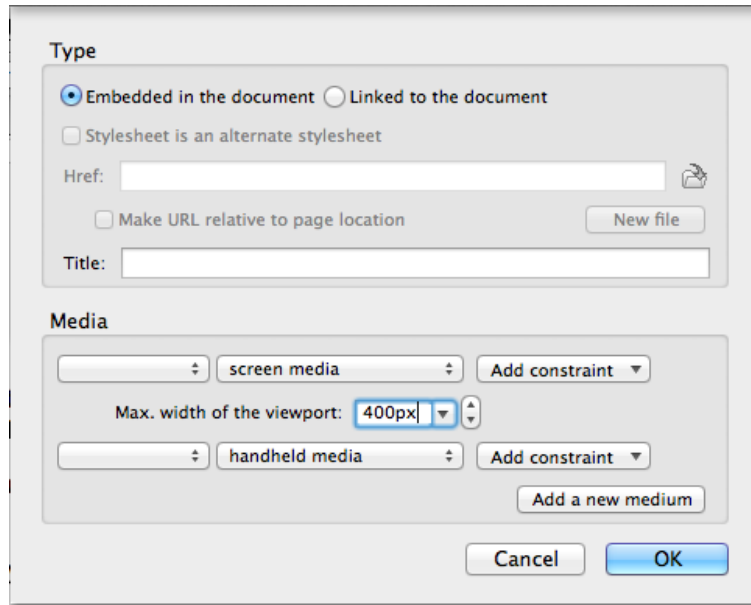 Type
Embedded in the document Linked to the document
Stylesheet is an alternate stylesheet
Href:
Make URL relative to page location New file
Title:
Media
screen media Add constraint
Max. width of the viewport: 400px
handheld media Add constraint
Add a new medium
Cancel OK